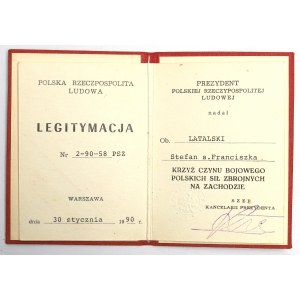 POLSKA RZECZPOSPOLITA
LUDOWA
LEGITYMACJA
Nr 2-90-58 PSZ
WARSZAWA
dnia 30 stycznia 1990 r.
PREZYDENT
POLSKIEJ RZECZYPOSPOLITEJ
LUDOWEJ
nadał
Ob. LATALSKI
Stefan s.Franciszka
KRZYŻ CZYNU BOJOWEGO
POLSKICH SIŁ ZBROJNYCH
NA ZACHODZIE
SZEF
KANCELARII PREZYDENTA